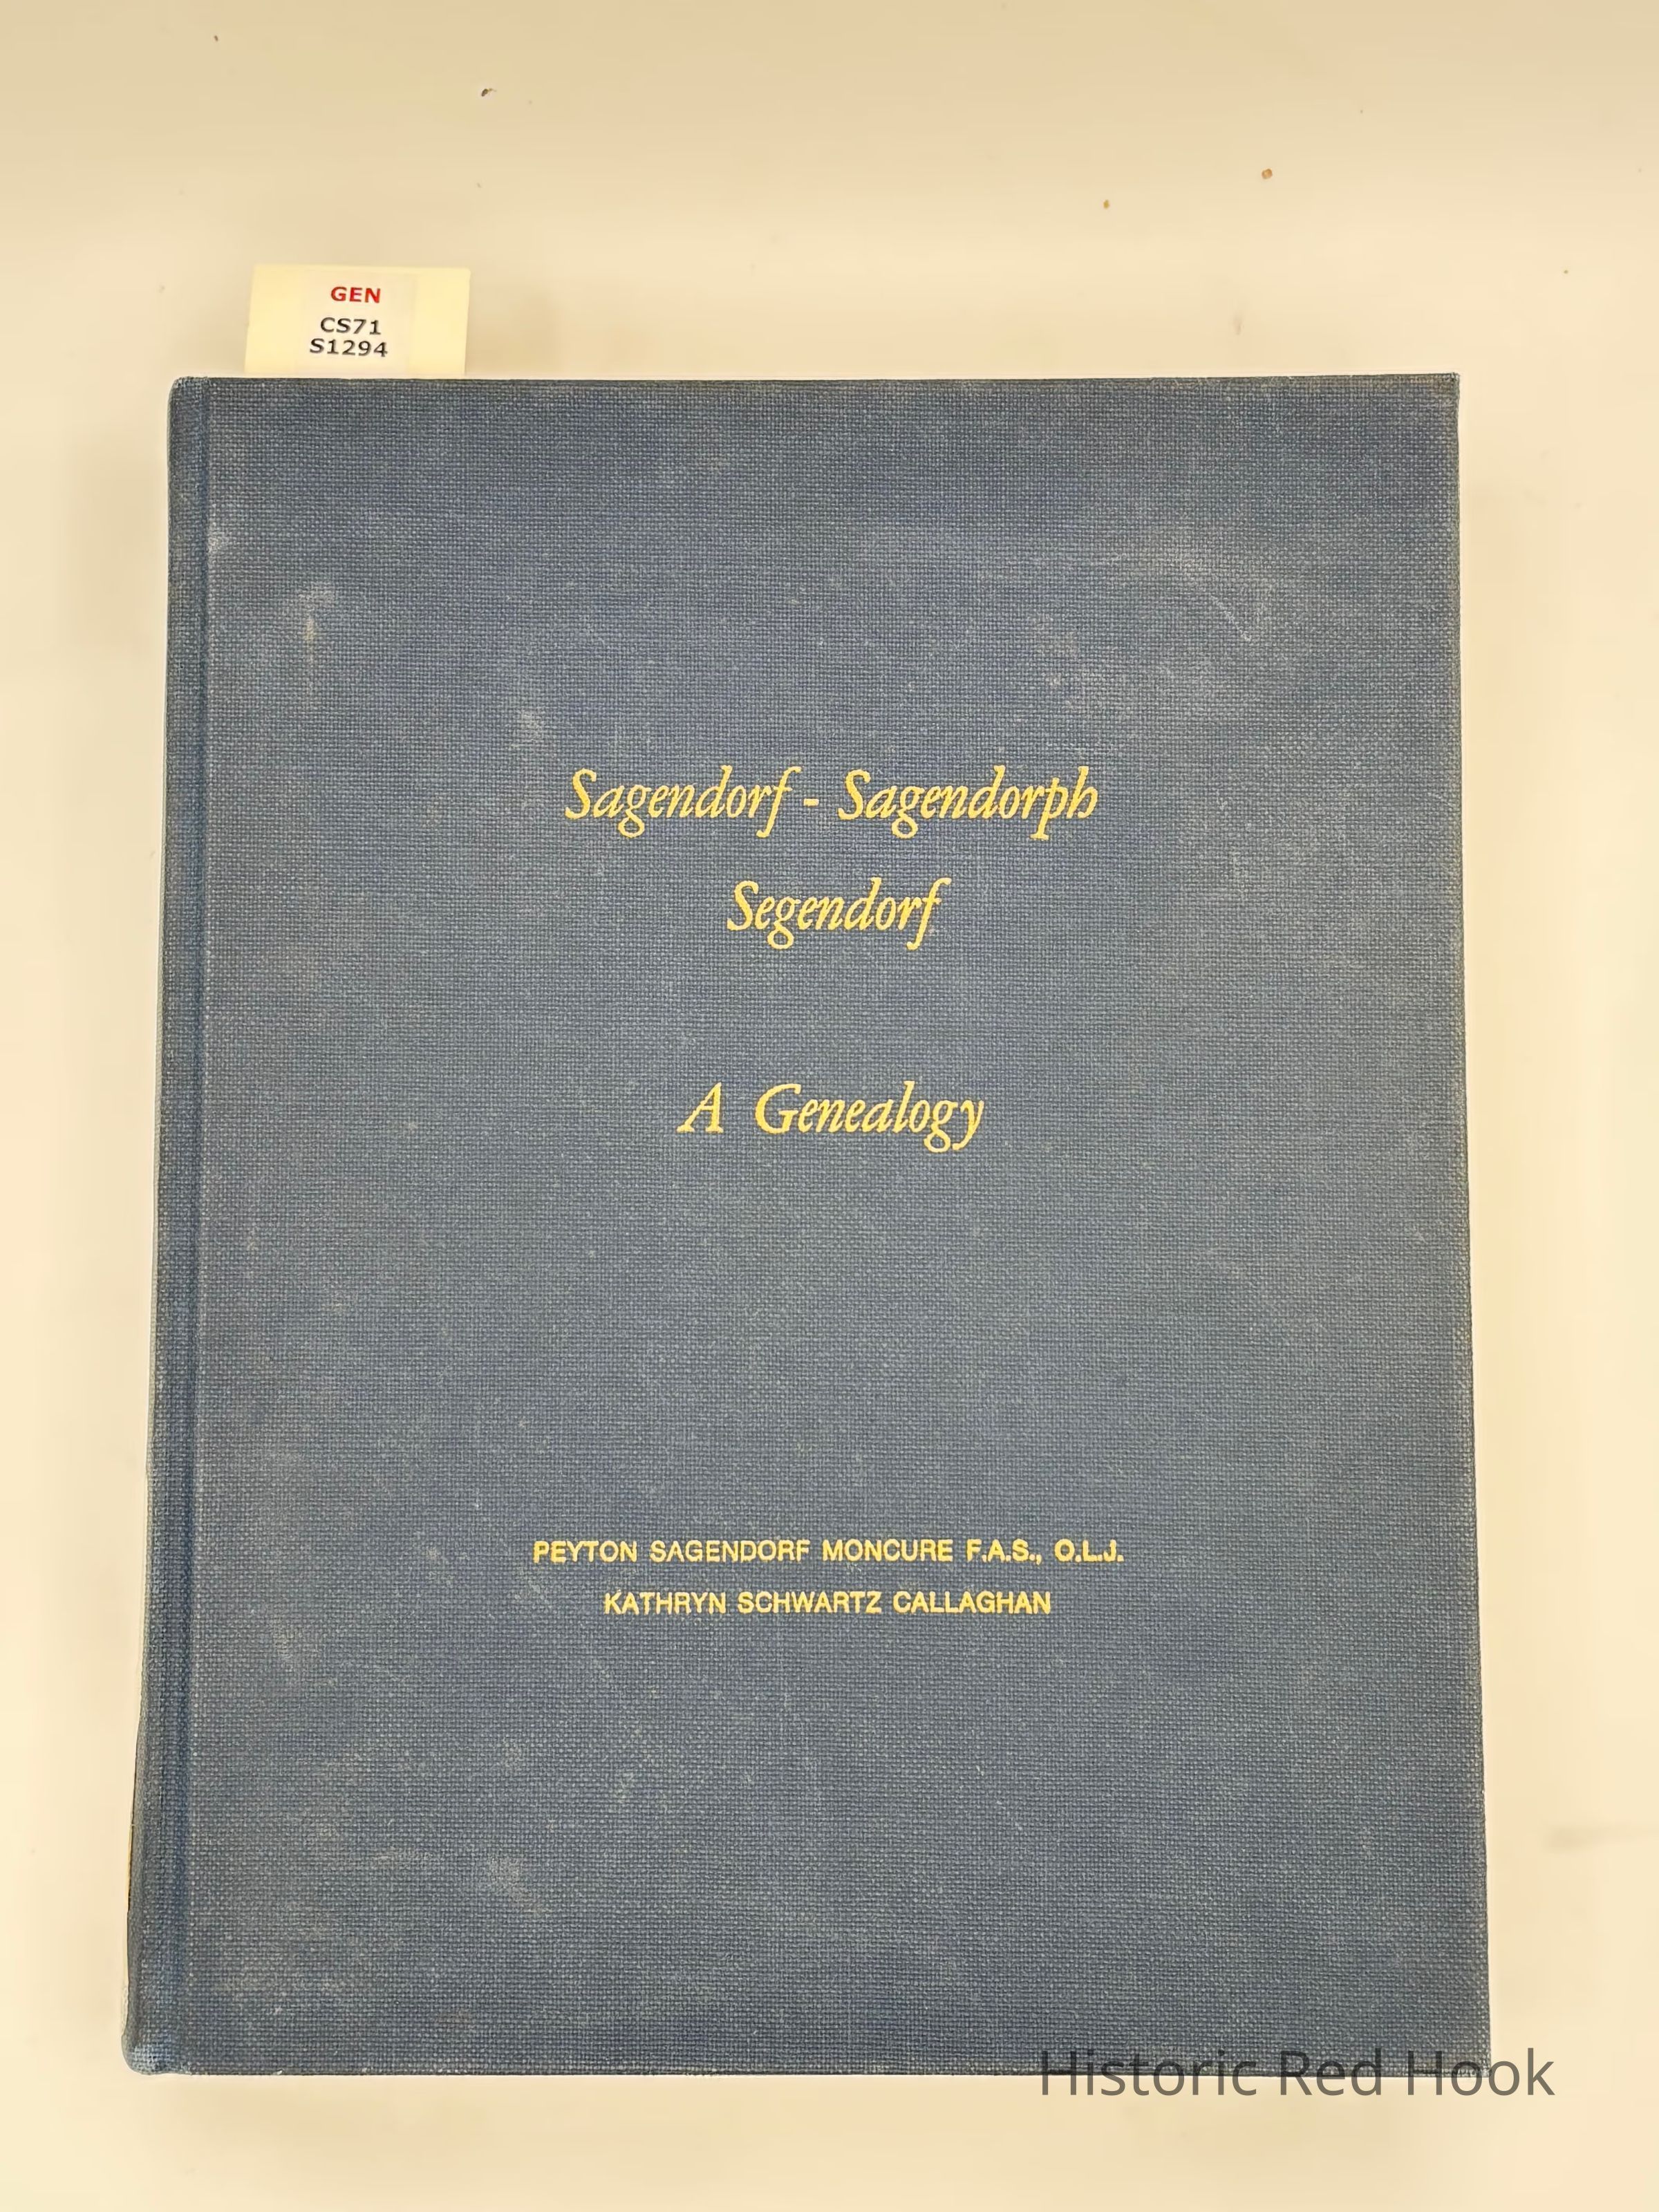 GEN
CS71
S1294
Sagendorf - Sagendorph
Segendorf
A Genealogy
PEYTON SAGENDORF MONCURE F.A.S., O.L.J.
KATHRYN SCHWARTZ CALLAGHAN
Historic Red Hook